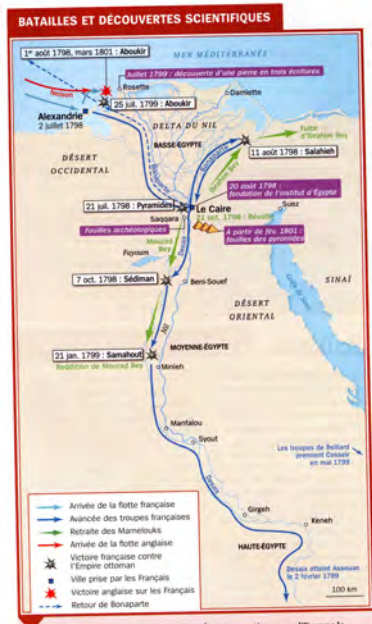 BATAILLES ET DÉCOUVERTES SCIENTIFIQUES
1er août 1798, mars 1801 : Aboukir
MER MÉDITERRANÉE
Juillet 1799 : découverte d'une pierre en trois écritures
Nelson
Rosette
Damiette
25 juil. 1799 : Aboukir
Alexandrie
2 juillet 1798
DELTA DU NIL
BASSE-ÉGYPTE
Fuite
d'Ibrahim Bey
11 août 1798 : Salahieh
DÉSERT
OCCIDENTAL
Bonaparte
Bonaparte
Ibrahim Bey
20 août 1798 :
fondation de l'institut d'Égypte
21 juil. 1798 : Pyramides
Le Caire
21 oct. 1798 : Révolte
Suez
Saqqara
Fouilles archéologiques
A partir de fév. 1801 :
fouilles des pyramides
Mourad
Bey
Desaix
Fayoum
SINAÏ
7 oct. 1798 : Sédiman
Beni-Souef
Golfe de Suez
DÉSERT
ORIENTAL
Nil
MOYENNE-ÉGYPTE
21 jan. 1799 : Samahout
Reddition de Mourad Bey
Minieh
Manfalou
Syout
Les troupes de Belliard
prennent Cosseir
en mai 1799
Desaix
Girgeh
Keneh
HAUTE-ÉGYPTE
Desaix atteint Assouan
le 2 février 1799
Arrivée de la flotte française
Avancée des troupes françaises
Retraite des Mamelouks
Arrivée de la flotte anglaise
Victoire française contre
l'Empire ottoman
Ville prise par les Français
Victoire anglaise sur les Français
Retour de Bonaparte
100 km